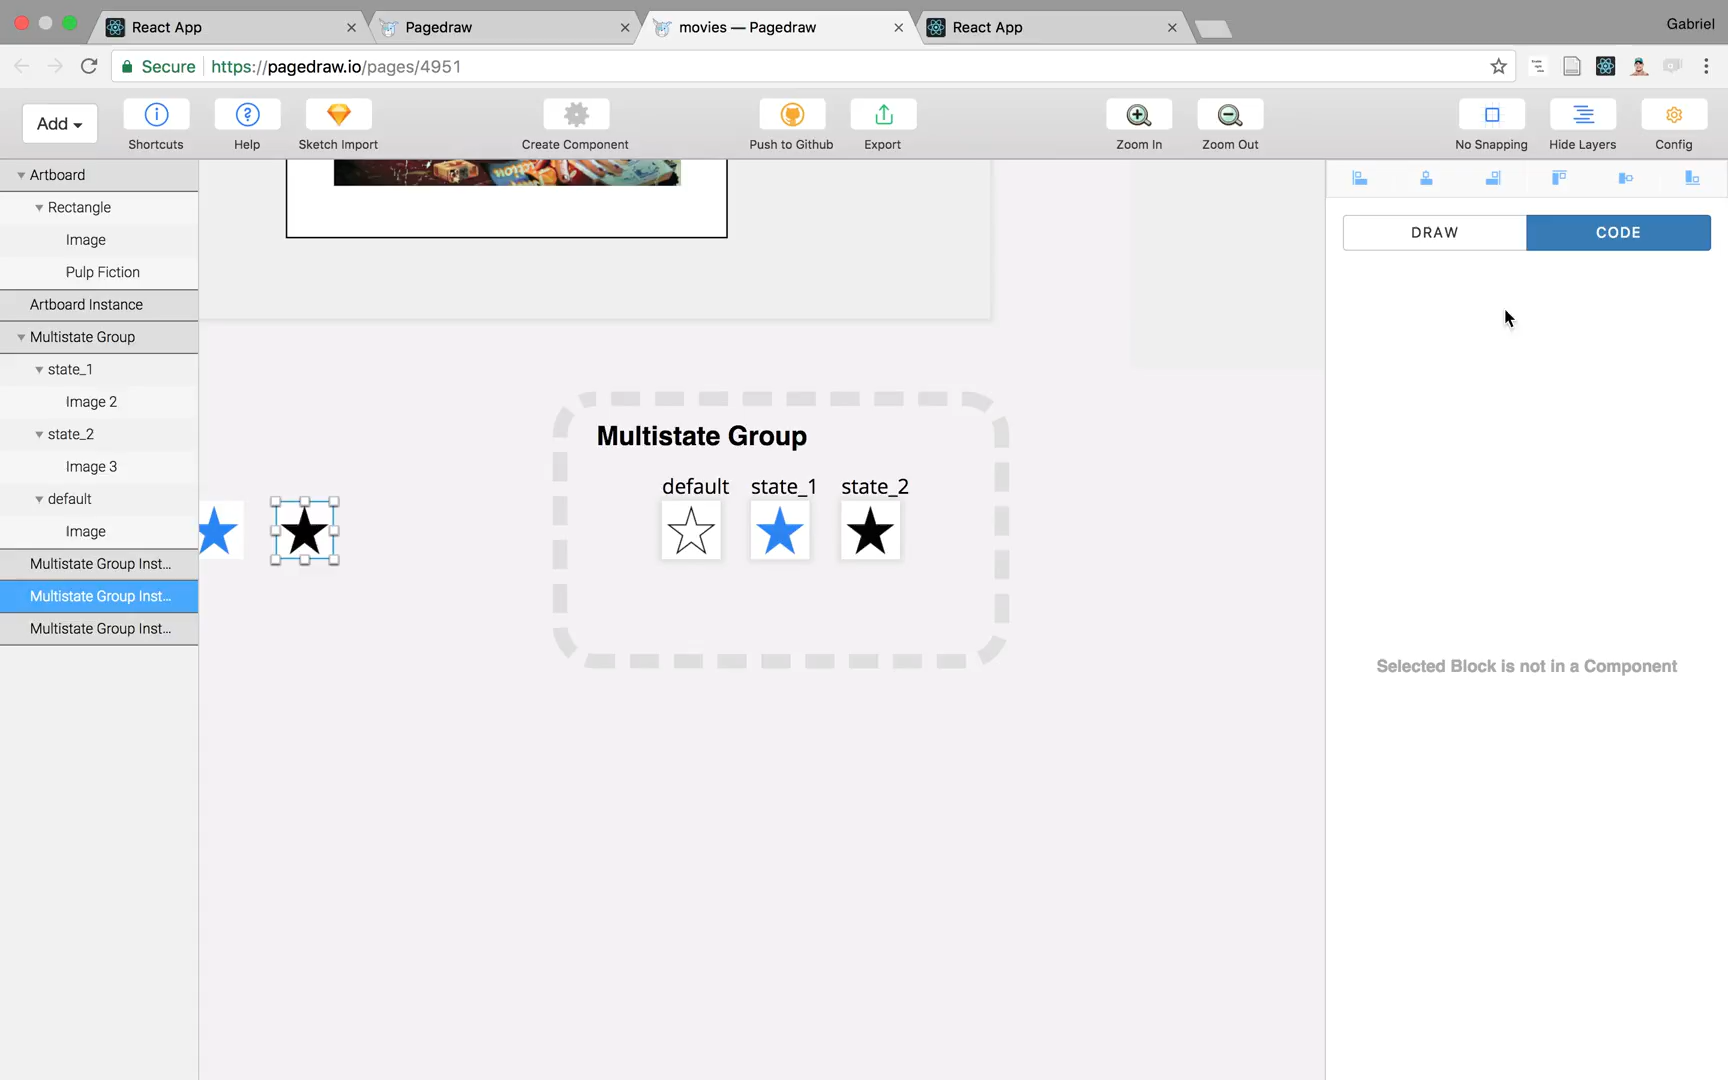 React App
Pagedraw
movies — Pagedraw
React App
Gabriel
Secure
https://pagedraw.io/pages/4951
Add
Shortcuts
Help
Sketch Import
Create Component
Push to Github
Export
Zoom In
Zoom Out
No Snapping
Hide Layers
Config
Artboard
Rectangle
Image
Pulp Fiction
Artboard Instance
Multistate Group
state_1
Image 2
state_2
Image 3
default
Image
Multistate Group Inst...
Multistate Group Inst...
Multistate Group Inst...
Multistate Group
default
state_1
state_2
DRAW
CODE
Selected Block is not in a Component